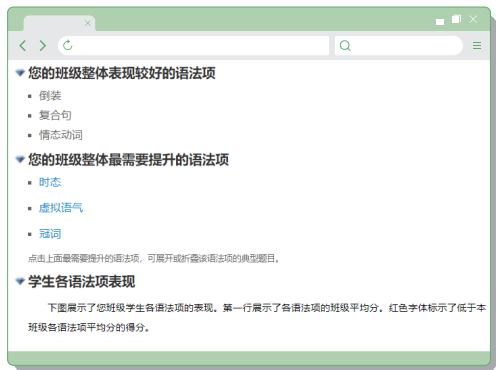 您的班级整体表现较好的语法项
倒装
复合句
情态动词
您的班级整体最需要提升的语法项
时态
虚拟语气
冠词
点击上面最需要提升的语法项，可展开或折叠该语法项的典型题目。
学生各语法项表现
下图展示了您班级学生各语法项的表现。第一行展示了各语法项的班级平均分。红色字体标示了低于本
班级各语法项平均分的得分。